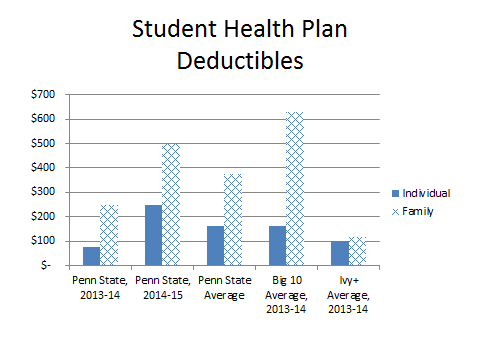 Student Health Plan
Deductibles
$700
$600
$500
$400
$300
$200
$100
$-
Individual
Family
Penn State,
2013-14
Penn State,
2014-15
Penn State
Average
Big 10
Average,
2013-14
Ivy+
Average,
2013-14